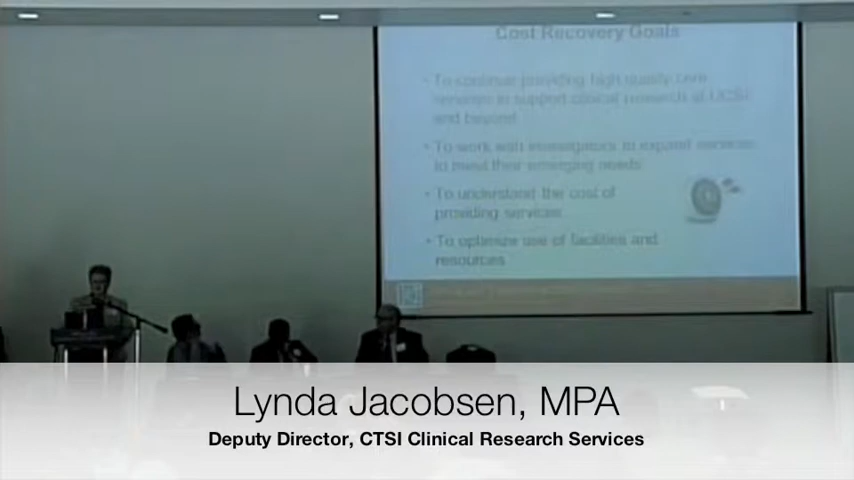 Cost Recovery Goals
• To continue providing high quality core
services to support clinical research at UCSF
and beyond
• To work with investigators to expand services
to meet their emerging needs
• To understand the cost of
providing services
• To optimize use of facilities and
resources
Lynda Jacobsen, MPA
Deputy Director, CTSI Clinical Research Services